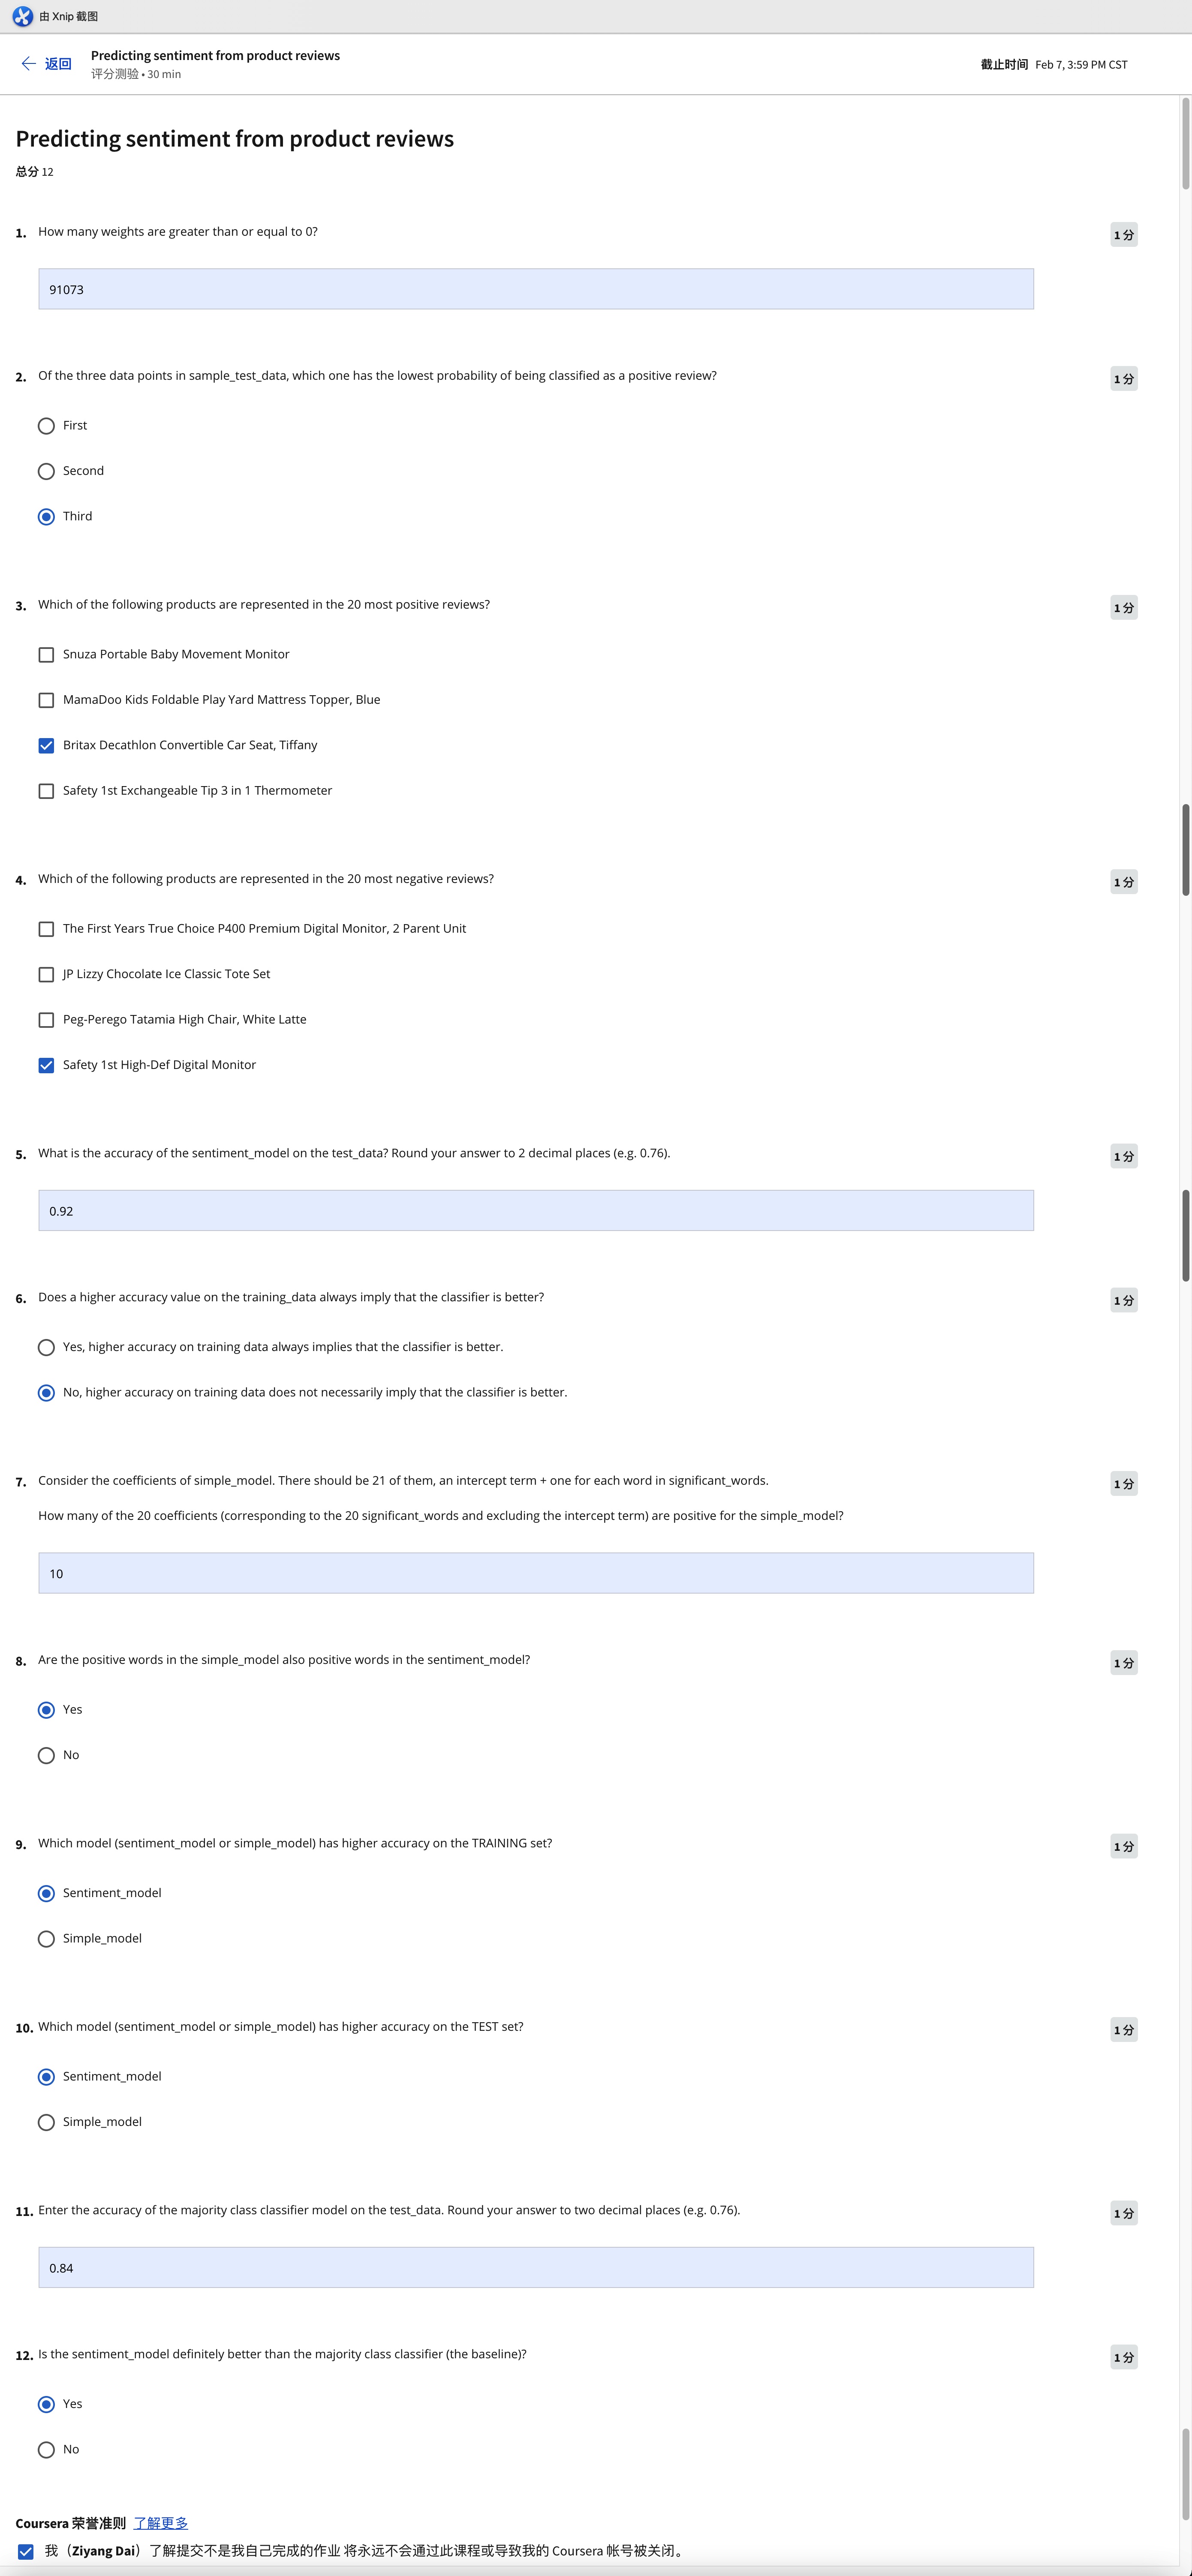 由 Xnip 截图
返回
Predicting sentiment from product reviews
评分测验 • 30 min
截止时间 Feb 7, 3:59 PM CST
Predicting sentiment from product reviews
总分 12
1. How many weights are greater than or equal to 0?
1 分
91073
2. Of the three data points in sample_test_data, which one has the lowest probability of being classified as a positive review?
1 分
First
Second
Third
3. Which of the following products are represented in the 20 most positive reviews?
1 分
Snuza Portable Baby Movement Monitor
MamaDoo Kids Foldable Play Yard Mattress Topper, Blue
Britax Decathlon Convertible Car Seat, Tiffany
Safety 1st Exchangeable Tip 3 in 1 Thermometer
4. Which of the following products are represented in the 20 most negative reviews?
1 分
The First Years True Choice P400 Premium Digital Monitor, 2 Parent Unit
JP Lizzy Chocolate Ice Classic Tote Set
Peg-Perego Tatamia High Chair, White Latte
Safety 1st High-Def Digital Monitor
5. What is the accuracy of the sentiment_model on the test_data? Round your answer to 2 decimal places (e.g. 0.76).
1 分
0.92
6. Does a higher accuracy value on the training_data always imply that the classifier is better?
1 分
Yes, higher accuracy on training data always implies that the classifier is better.
No, higher accuracy on training data does not necessarily imply that the classifier is better.
7. Consider the coefficients of simple_model. There should be 21 of them, an intercept term + one for each word in significant_words.
1 分
How many of the 20 coefficients (corresponding to the 20 significant_words and excluding the intercept term) are positive for the simple_model?
10
8. Are the positive words in the simple_model also positive words in the sentiment_model?
1 分
Yes
No
9. Which model (sentiment_model or simple_model) has higher accuracy on the TRAINING set?
1 分
Sentiment_model
Simple_model
10. Which model (sentiment_model or simple_model) has higher accuracy on the TEST set?
1 分
Sentiment_model
Simple_model
11. Enter the accuracy of the majority class classifier model on the test_data. Round your answer to two decimal places (e.g. 0.76).
1 分
0.84
12. Is the sentiment_model definitely better than the majority class classifier (the baseline)?
1 分
Yes
No
Coursera 荣誉准则 了解更多
我（Ziyang Dai）了解提交不是我自己完成的作业 将永远不会通过此课程或导致我的 Coursera 帐号被关闭。